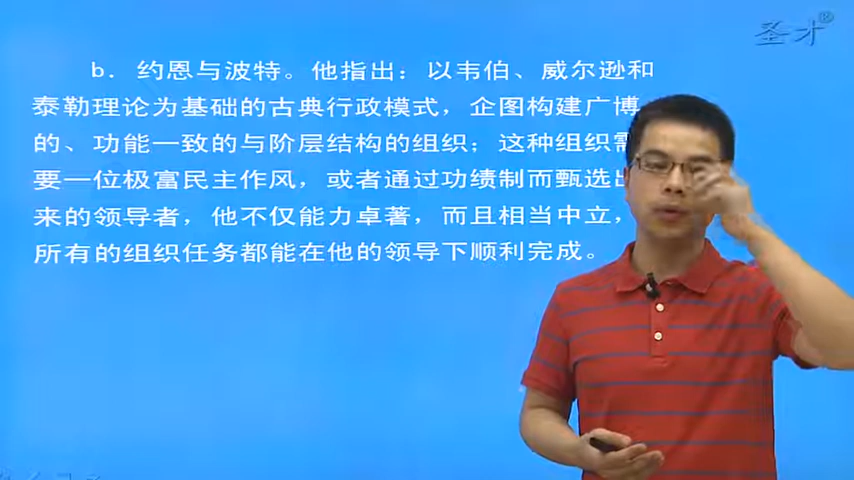 圣才®
b. 约恩与波特。他指出：以韦伯、威尔逊和
泰勒理论为基础的古典行政模式，企图构建广博
的、功能一致的与阶层结构的组织；这种组织需
要一位极富民主作风，或者通过功绩制而甄选出
来的领导者，他不仅能力卓著，而且相当中立，
所有的组织任务都能在他的领导下顺利完成。